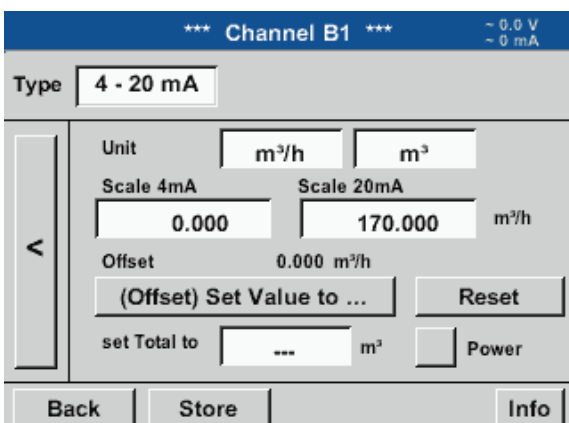 *** Channel B1 *** ~ 0.0 V
~ 0 mA
Type 4 - 20 mA
Unit m³/h m³
Scale 4mA Scale 20mA
0.000 170.000 m³/h
<
Offset 0.000 m³/h
(Offset) Set Value to ... Reset
set Total to --- m³ Power
Back Store Info